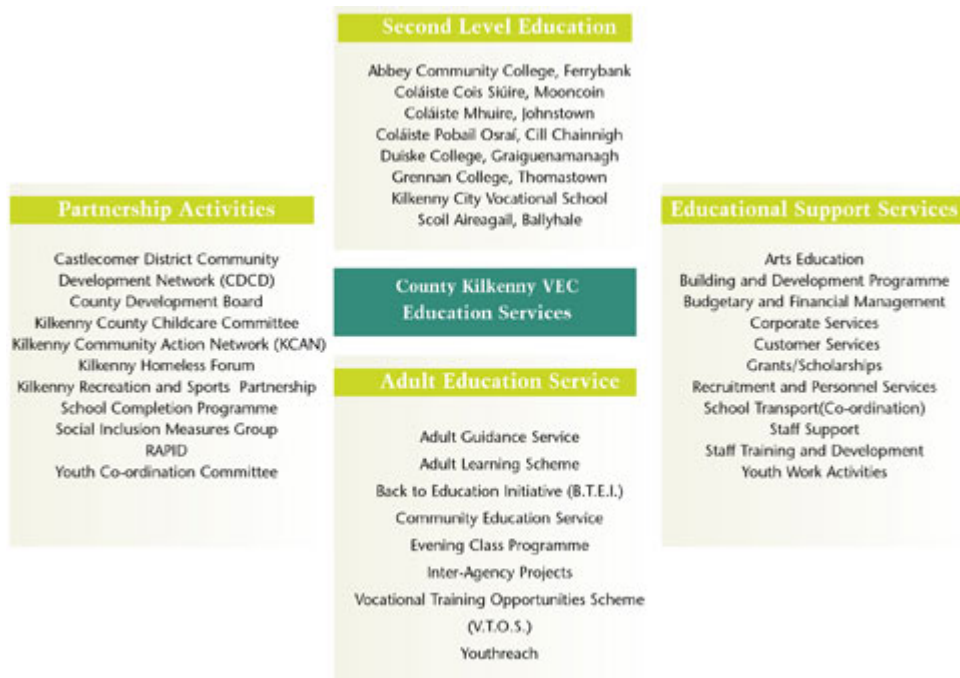 Second Level Education
Abbey Community College, Ferrybank
Coláiste Cois Siúire, Mooncoin
Coláiste Mhuire, Johnstown
Coláiste Pobail Osraí, Cill Chainnigh
Duiske College, Graiguenamanagh
Grennan College, Thomastown
Kilkenny City Vocational School
Scoil Aireagail, Ballyhale
Partnership Activities
Castlecomer District Community
Development Network (CDCD)
County Development Board
Kilkenny County Childcare Committee
Kilkenny Community Action Network (KCAN)
Kilkenny Homeless Forum
Kilkenny Recreation and Sports Partnership
School Completion Programme
Social Inclusion Measures Group
RAPID
Youth Co-ordination Committee
County Kilkenny VEC
Education Services
Educational Support Services
Arts Education
Building and Development Programme
Budgetary and Financial Management
Corporate Services
Customer Services
Grants/Scholarships
Recruitment and Personnel Services
School Transport(Co-ordination)
Staff Support
Staff Training and Development
Youth Work Activities
Adult Education Service
Adult Guidance Service
Adult Learning Scheme
Back to Education Initiative (B.T.E.I.)
Community Education Service
Evening Class Programme
Inter-Agency Projects
Vocational Training Opportunities Scheme
(V.T.O.S.)
Youthreach